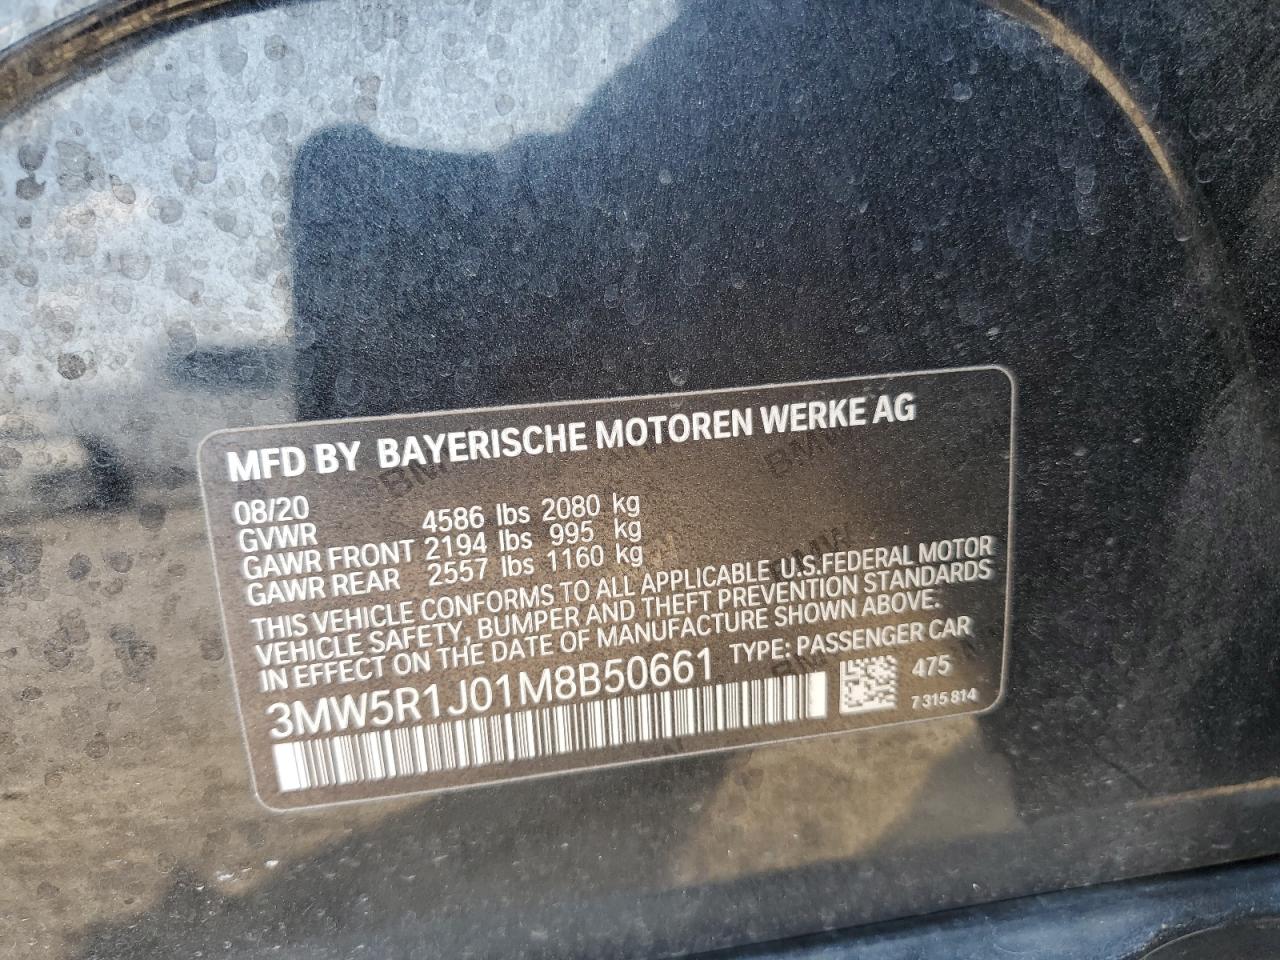 MFD BY BAYERISCHE MOTOREN WERKE AG
08/20
GVWR 4586 lbs 2080 kg
GAWR FRONT 2194 lbs 995 kg
GAWR REAR 2557 lbs 1160 kg
THIS VEHICLE CONFORMS TO ALL APPLICABLE U.S.FEDERAL MOTOR
VEHICLE SAFETY, BUMPER AND THEFT PREVENTION STANDARDS
IN EFFECT ON THE DATE OF MANUFACTURE SHOWN ABOVE:
3MW5R1J01M8B50661 TYPE: PASSENGER CAR
475
7 315 814